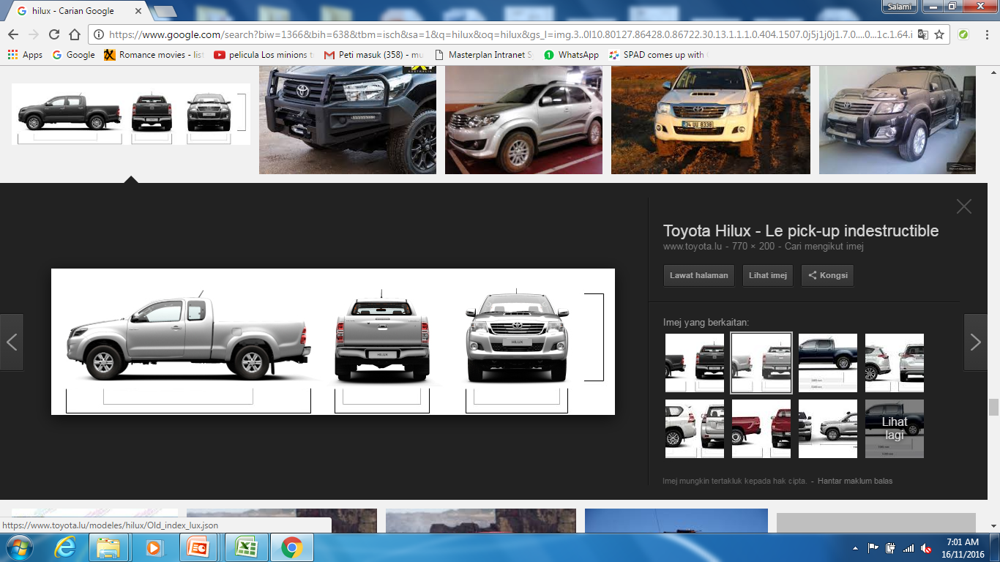 hilux - Carian Google
Salami
https://www.google.com/search?biw=1366&bih=638&tbm=isch&sa=1&q=hilux&oq=hilux&gs_l=img.3..0l10.80127.86428.0.86722.30.13.1.1.1.0.404.1507.0j5j1j0j1.7.0....0...1c.1.64.i
Apps Google Romance movies - list pelicula Los minions t Peti masuk (358) - mu Masterplan Intranet S WhatsApp SPAD comes up with
AUSTRALIA
34 UU 8338
Toyota Hilux - Le pick-up indestructible
www.toyota.lu - 770 × 200 - Cari mengikut imej
Lawat halaman Lihat imej Kongsi
Imej yang berkaitan:
HILUX HILUX
Lihat
lagi
Imej mungkin tertakluk kepada hak cipta. - Hantar maklum balas
https://www.toyota.lu/modeles/hilux/Old_index_lux.json
7:01 AM
16/11/2016